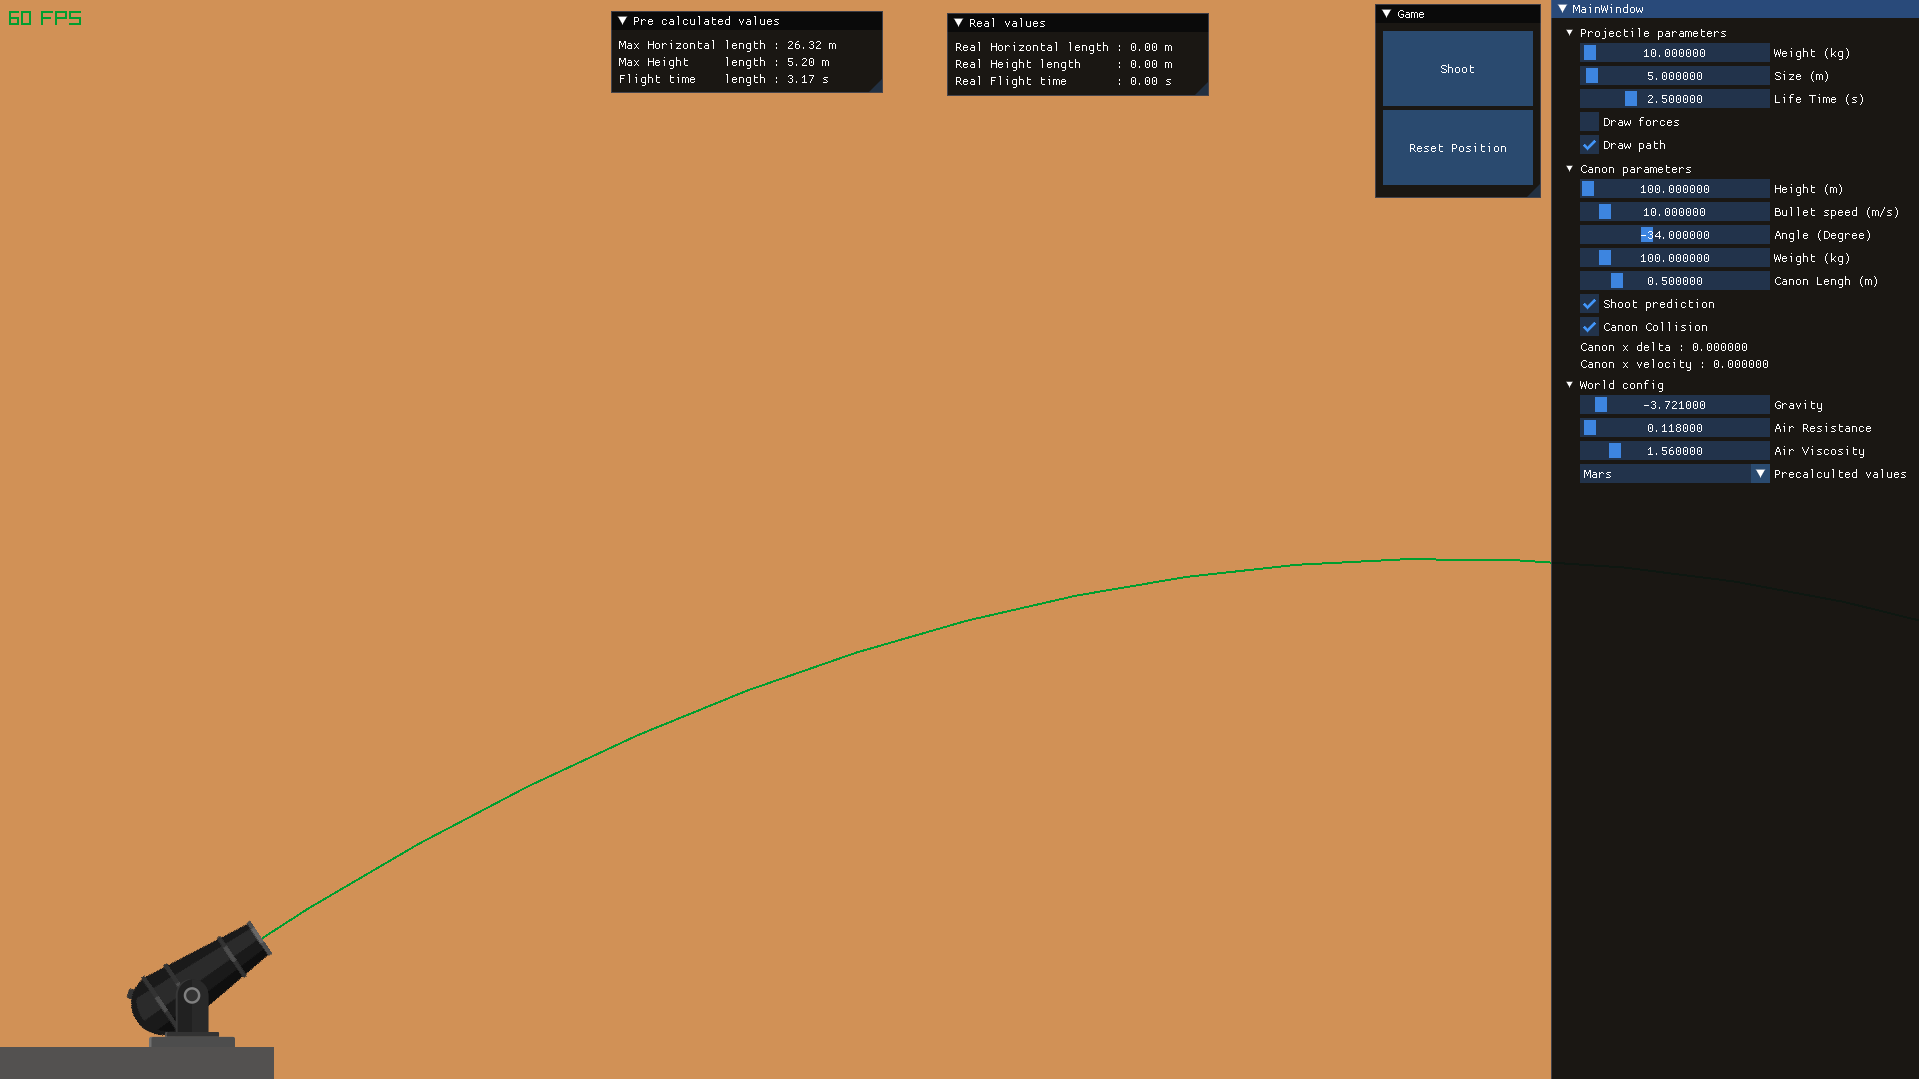 60 FPS
Pre calculated values
Max Horizontal length : 26.32 m
Max Height length : 5.20 m
Flight time length : 3.17 s
Real values
Real Horizontal length : 0.00 m
Real Height length : 0.00 m
Real Flight time : 0.00 s
Game
Shoot
Reset Position
MainWindow
Projectile parameters
10.000000 Weight (kg)
5.000000 Size (m)
2.500000 Life Time (s)
Draw forces
Draw path
Canon parameters
100.000000 Height (m)
10.000000 Bullet speed (m/s)
-34.000000 Angle (Degree)
100.000000 Weight (kg)
0.500000 Canon Lengh (m)
Shoot prediction
Canon Collision
Canon x delta : 0.000000
Canon x velocity : 0.000000
World config
-3.721000 Gravity
0.118000 Air Resistance
1.560000 Air Viscosity
Mars Precalculted values